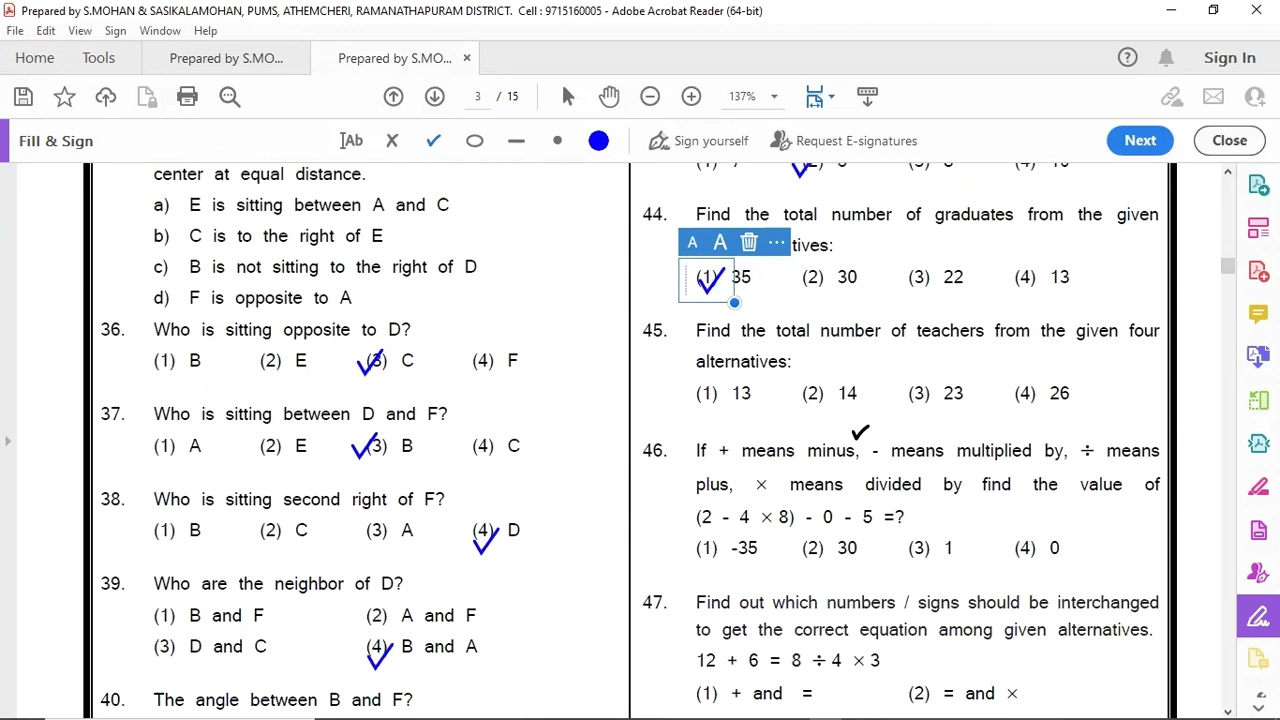 Prepared by S.MOHAN & SASIKALAMOHAN, PUMS, ATHEMCHERI, RAMANATHAPURAM DISTRICT. Cell : 9715160005 - Adobe Acrobat Reader (64-bit)
File Edit View Sign Window Help
Home Tools Prepared by S.MO... Prepared by S.MO... × Sign In
3 / 15 137%
Fill & Sign Ab Sign yourself Request E-signatures Next Close
center at equal distance.
a) E is sitting between A and C
b) C is to the right of E
c) B is not sitting to the right of D
d) F is opposite to A
36. Who is sitting opposite to D?
(1) B (2) E (3) C (4) F
37. Who is sitting between D and F?
(1) A (2) E (3) B (4) C
38. Who is sitting second right of F?
(1) B (2) C (3) A (4) D
39. Who are the neighbor of D?
(1) B and F (2) A and F
(3) D and C (4) B and A
40. The angle between B and F?
44. Find the total number of graduates from the given
A A ... tives:
(1) 35 (2) 30 (3) 22 (4) 13
45. Find the total number of teachers from the given four
alternatives:
(1) 13 (2) 14 (3) 23 (4) 26
46. If + means minus, - means multiplied by, ÷ means
plus, × means divided by find the value of
(2 - 4 × 8) - 0 - 5 =?
(1) -35 (2) 30 (3) 1 (4) 0
47. Find out which numbers / signs should be interchanged
to get the correct equation among given alternatives.
12 + 6 = 8 ÷ 4 × 3
(1) + and = (2) = and ×